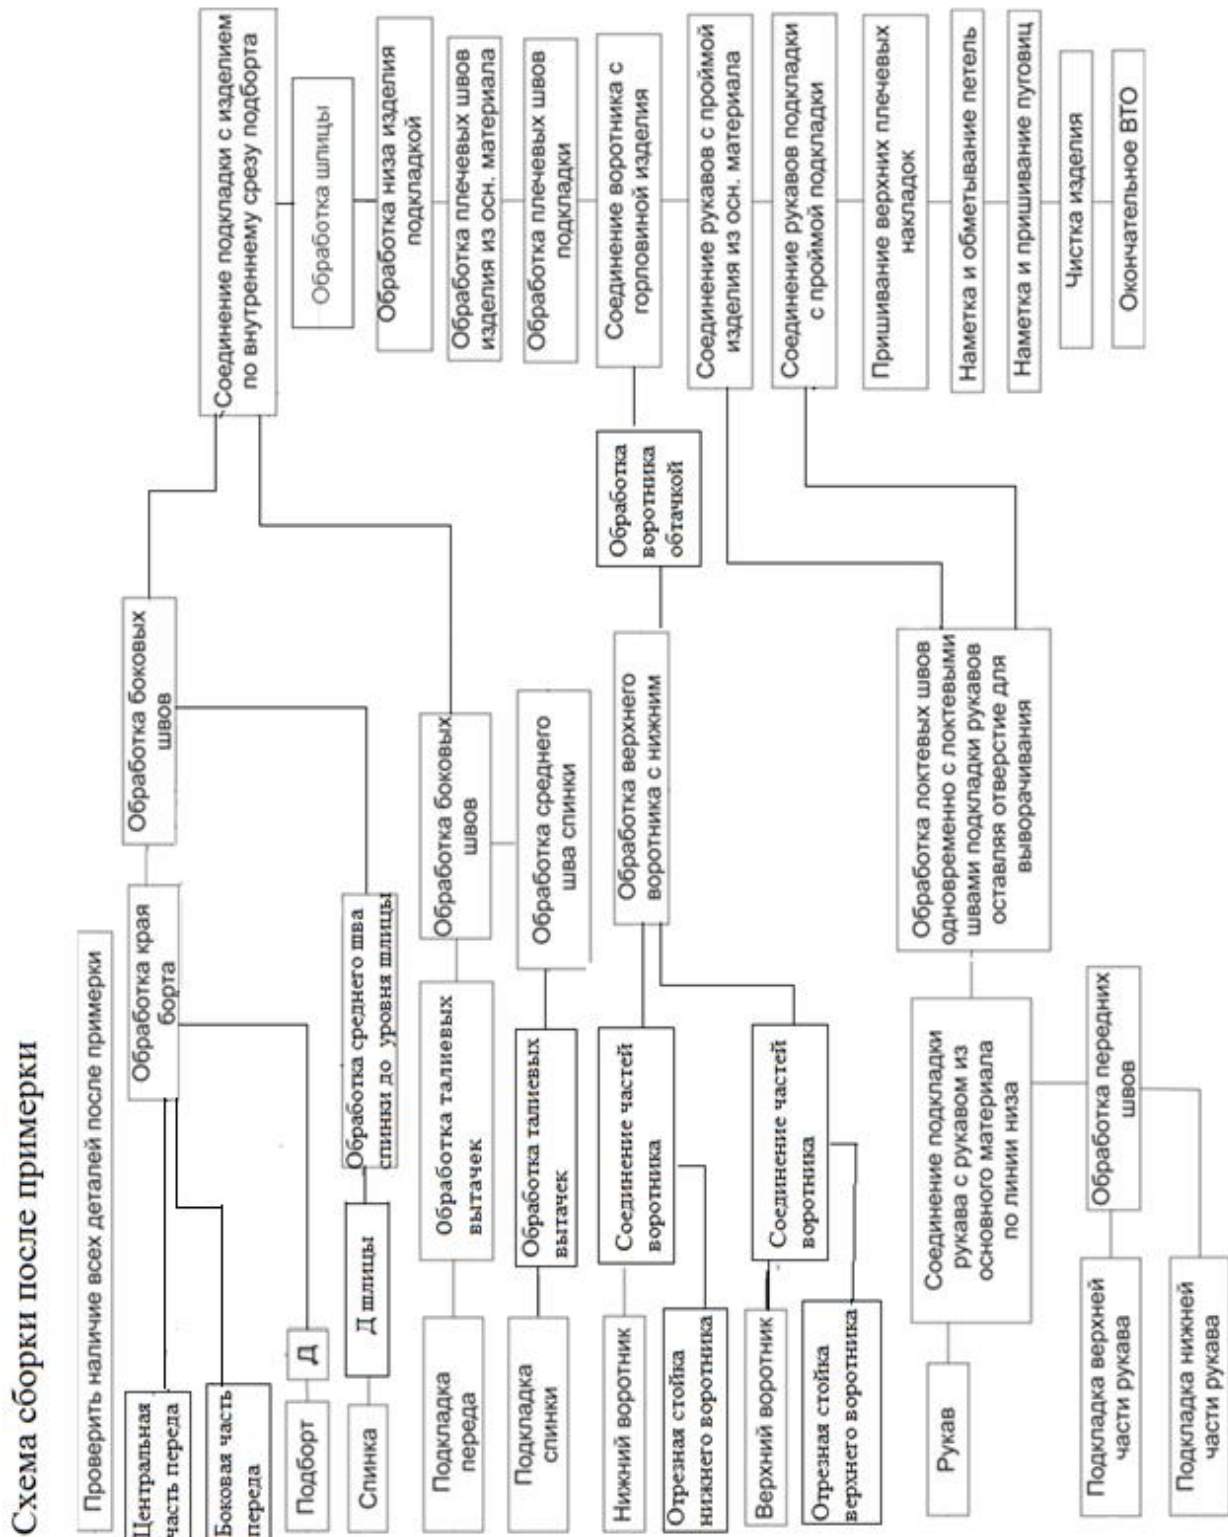 Схема сборки после примерки
Проверить наличие всех деталей после примерки
Центральная
часть переда
Боковая часть
переда
Подборт
Д
Обработка края
борта
Обработка боковых
швов
Спинка
Д шлицы
Обработка среднего шва
спинки до уровня шлицы
Подкладка
переда
Обработка талиевых
вытачек
Обработка боковых
швов
Подкладка
спинки
Обработка талиевых
вытачек
Обработка среднего
шва спинки
Нижний воротник
Отрезная стойка
нижнего воротника
Соединение частей
воротника
Верхний воротник
Отрезная стойка
верхнего воротника
Соединение частей
воротника
Обработка верхнего
воротника с нижним
Обработка
воротника
обтачкой
Рукав
Соединение подкладки
рукава с рукавом из
основного материала
по линии низа
Подкладка верхней
части рукава
Подкладка нижней
части рукава
Обработка передних
швов
Обработка локтевых швов
одновременно с локтевыми
швами подкладки рукавов
оставляя отверстие для
выворачивания
Соединение подкладки с изделием
по внутреннему срезу подборта
Обработка шлицы
Обработка низа изделия
подкладкой
Обработка плечевых швов
изделия из осн. материала
Обработка плечевых швов
подкладки
Соединение воротника с
горловиной изделия
Соединение рукавов с проймой
изделия из осн. материала
Соединение рукавов подкладки
с проймой подкладки
Пришивание верхних плечевых
накладок
Наметка и обметывание петель
Наметка и пришивание пуговиц
Чистка изделия
Окончательное ВТО